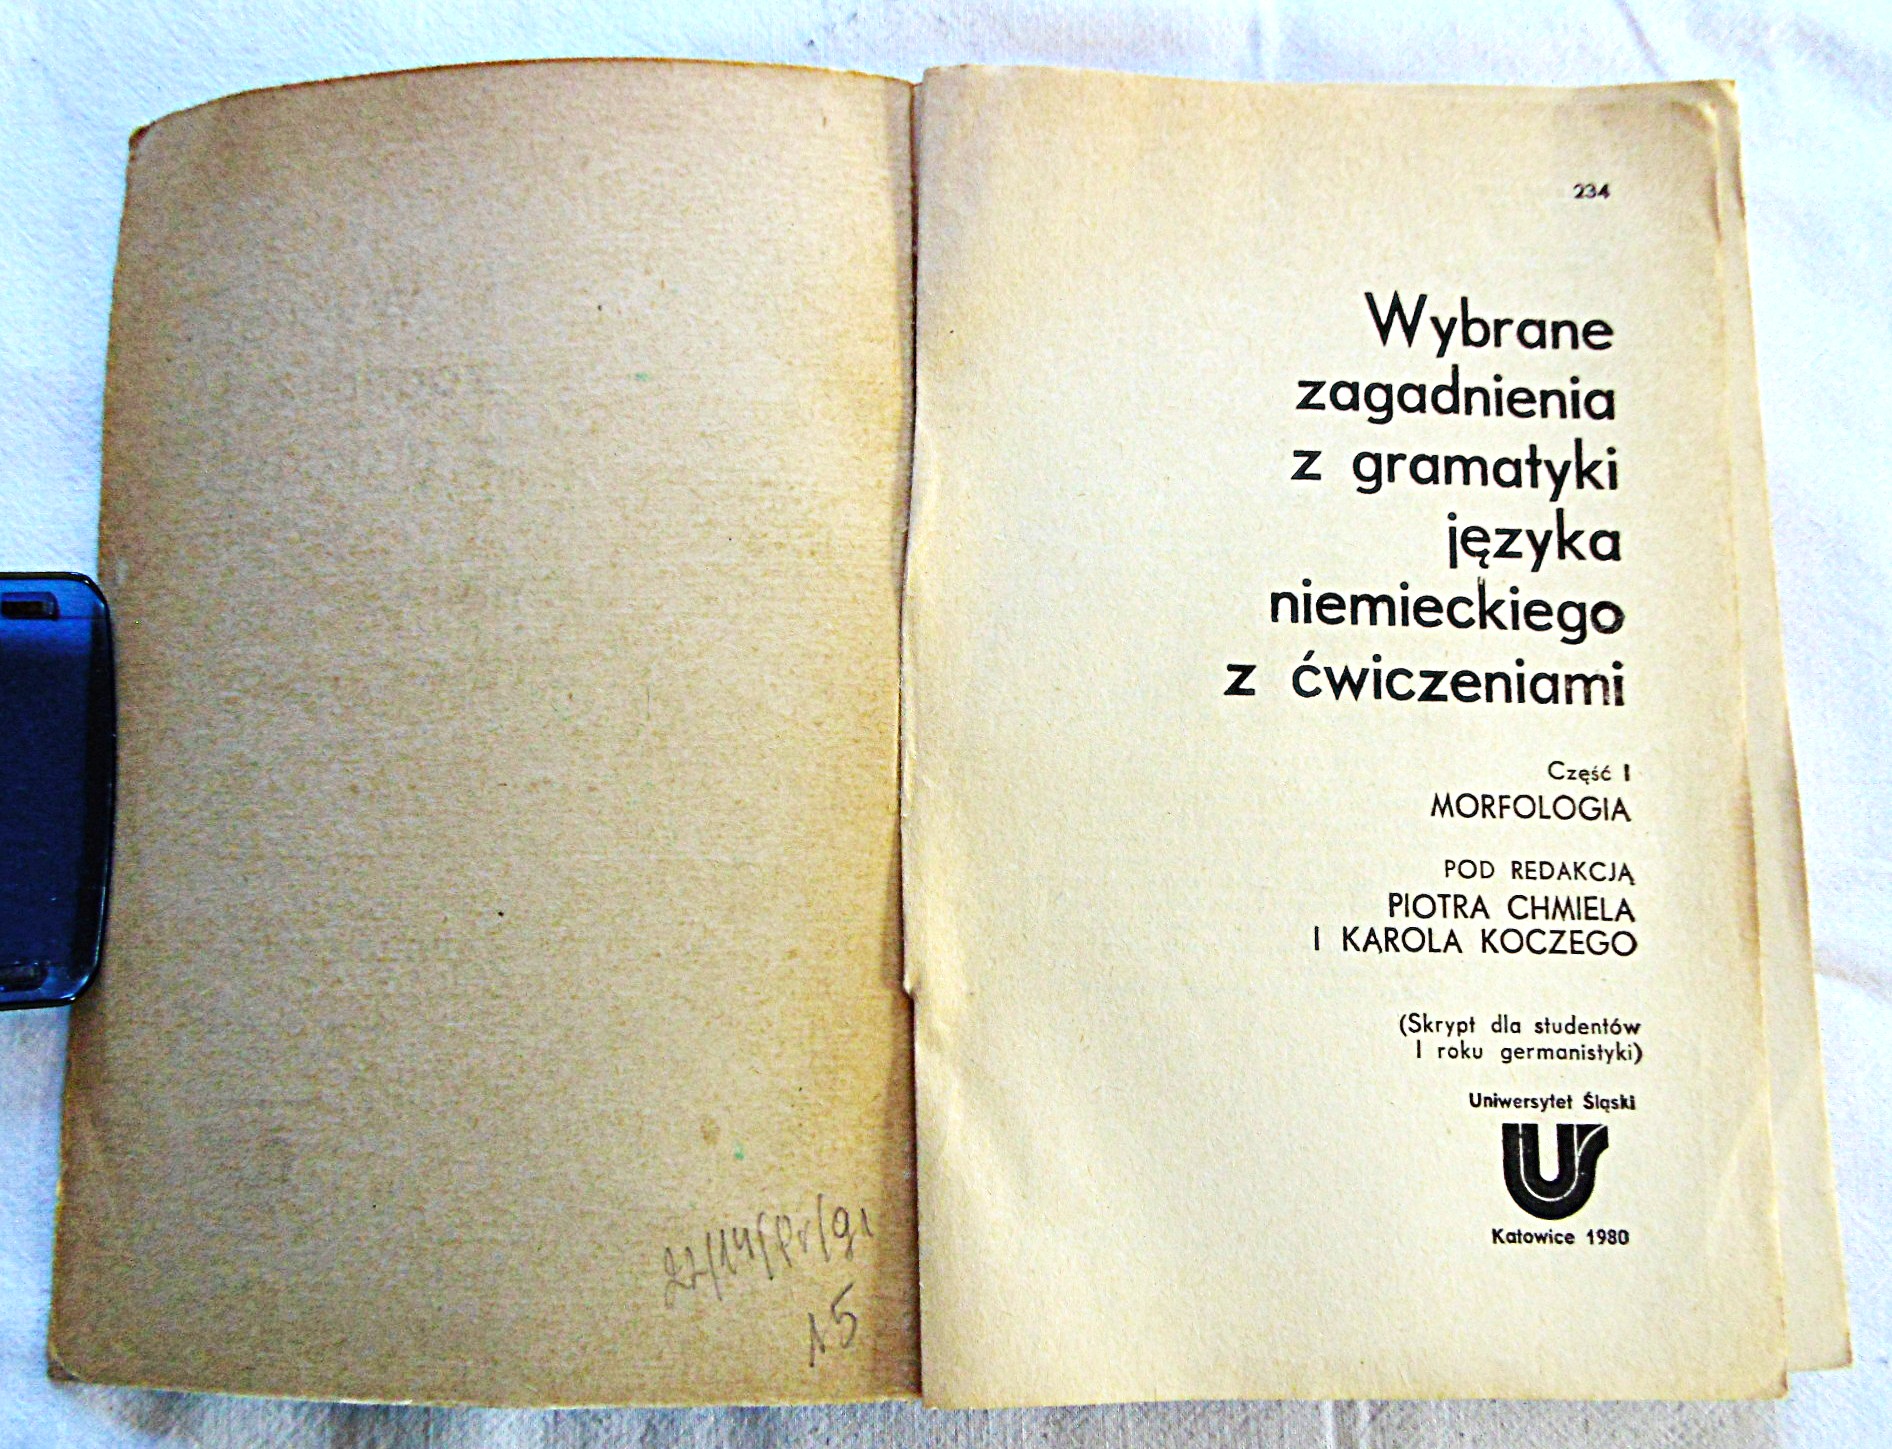 15
234
Wybrane
zagadnienia
z gramatyki
języka
niemieckiego
z ćwiczeniami
Część I
MORFOLOGIA
POD REDAKCJĄ
PIOTRA CHMIELA
I KAROLA KOCZEGO
(Skrypt dla studentów
I roku germanistyki)
Uniwersytet Śląski
Katowice 1980